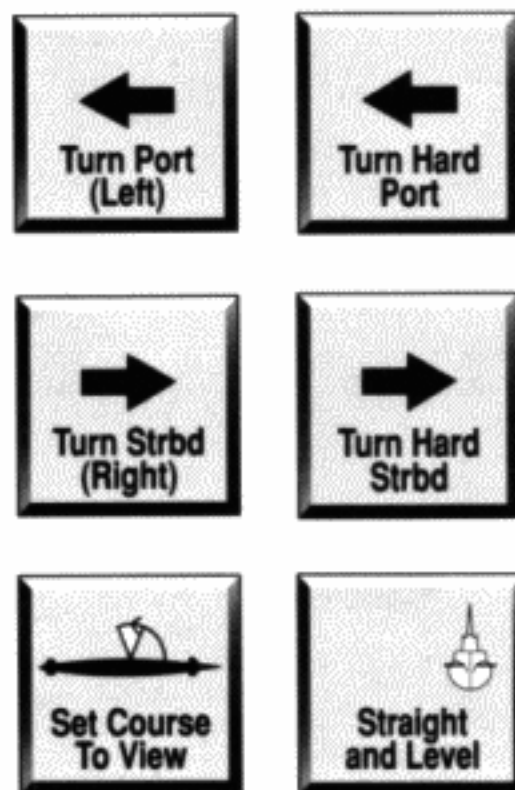 Turn Port
(Left)
Turn Hard
Port
Turn Strbd
(Right)
Turn Hard
Strbd
Set Course
To View
Straight
and Level